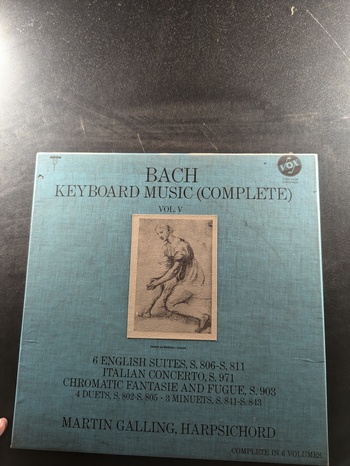 BACH
KEYBOARD MUSIC (COMPLETE)
VOL. V
VOX
6 ENGLISH SUITES, S. 806-S. 811
ITALIAN CONCERTO, S. 971
CHROMATIC FANTASIE AND FUGUE, S. 903
4 DUETS, S. 802-S. 805 · 3 MINUETS, S. 841-S. 843
MARTIN GALLING, HARPSICHORD
COMPLETE IN 6 VOLUMES